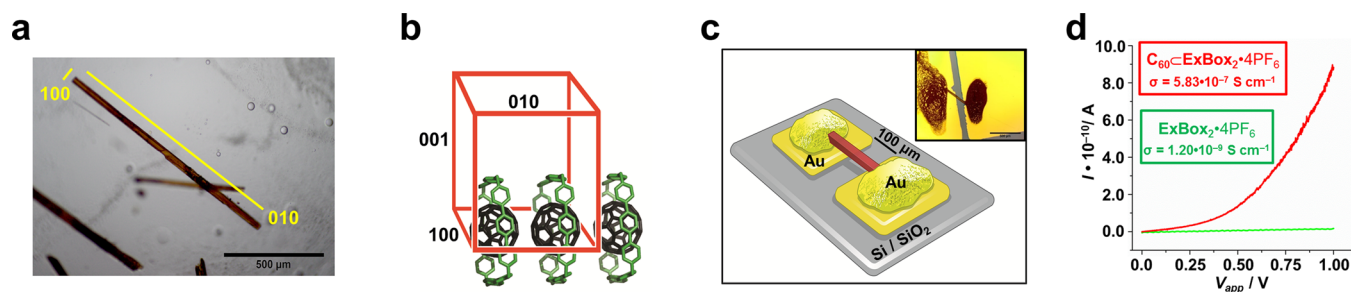 a
100
010
500 µm
b
010
001
100
c
100 µm
Au
Au
Si / SiO₂
d
I • 10⁻¹⁰/ A
10.0
8.0
6.0
4.0
2.0
0.0
C₆₀⊂ExBox₂•4PF₆
σ = 5.83•10⁻⁷ S cm⁻¹
ExBox₂•4PF₆
σ = 1.20•10⁻⁹ S cm⁻¹
0.00 0.25 0.50 0.75 1.00
Vₐₚₚ / V